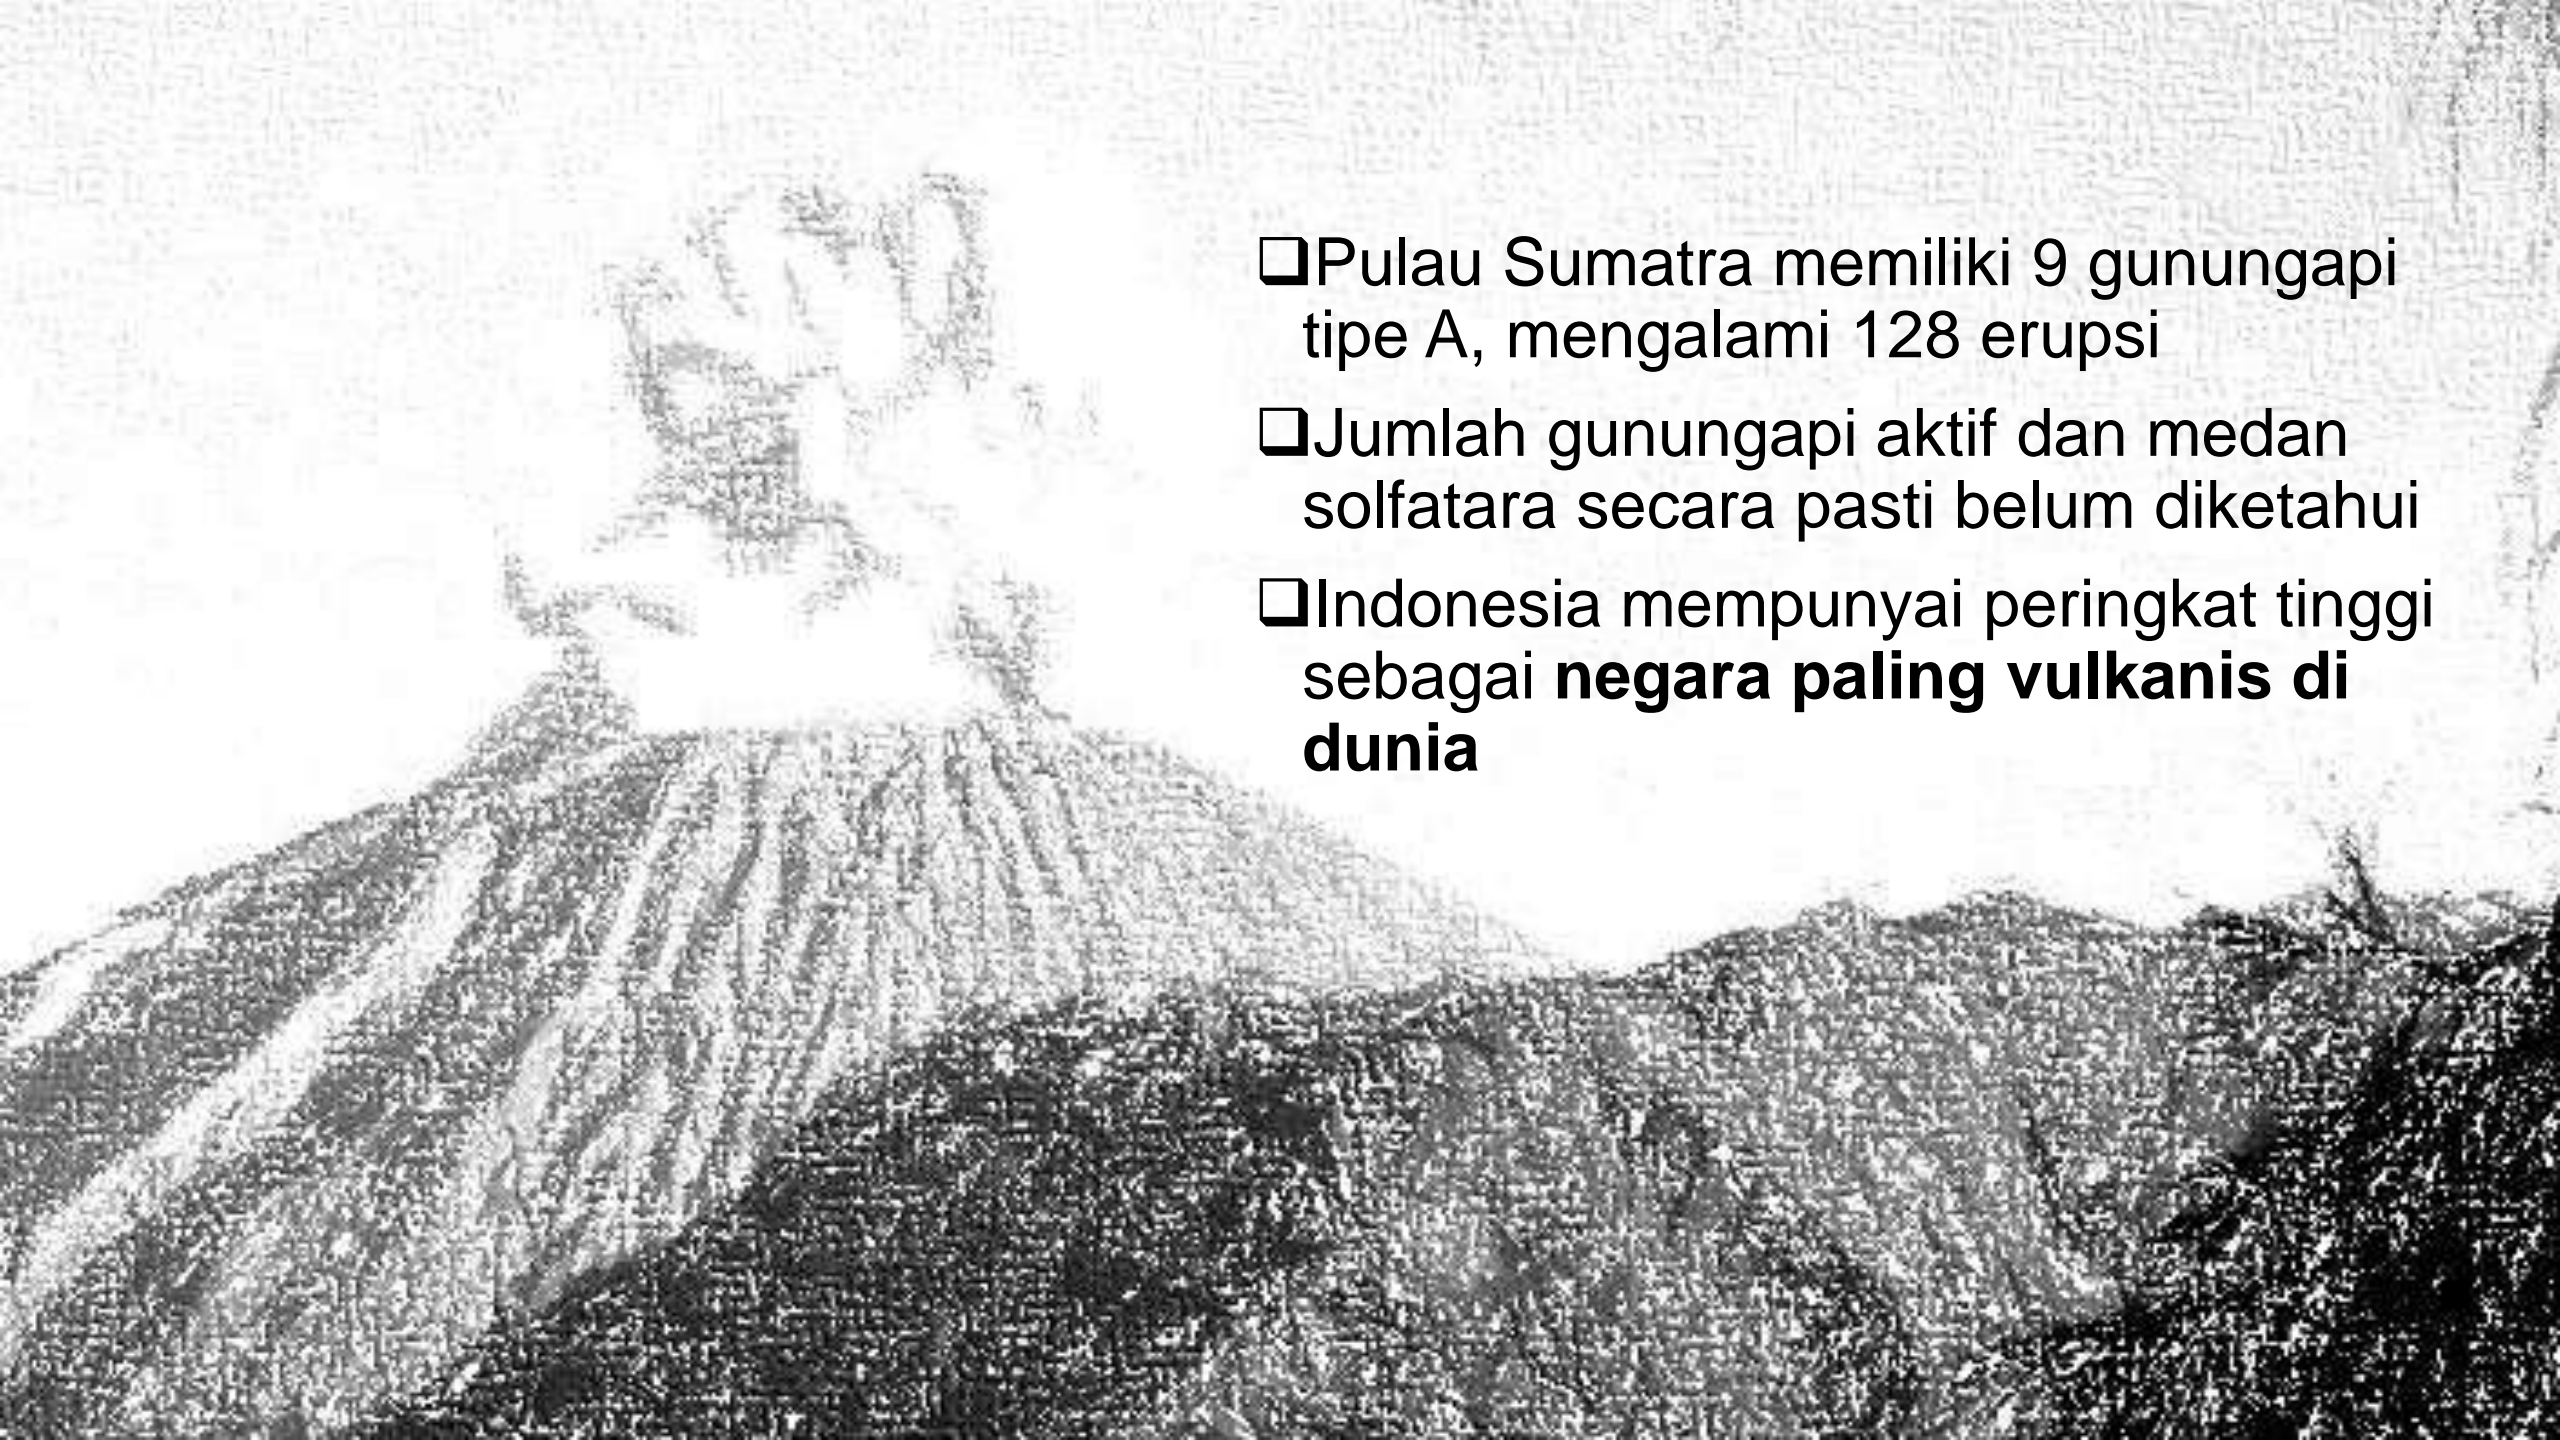 ❑Pulau Sumatra memiliki 9 gunungapi
tipe A, mengalami 128 erupsi
❑Jumlah gunungapi aktif dan medan
solfatara secara pasti belum diketahui
❑Indonesia mempunyai peringkat tinggi
sebagai negara paling vulkanis di
dunia